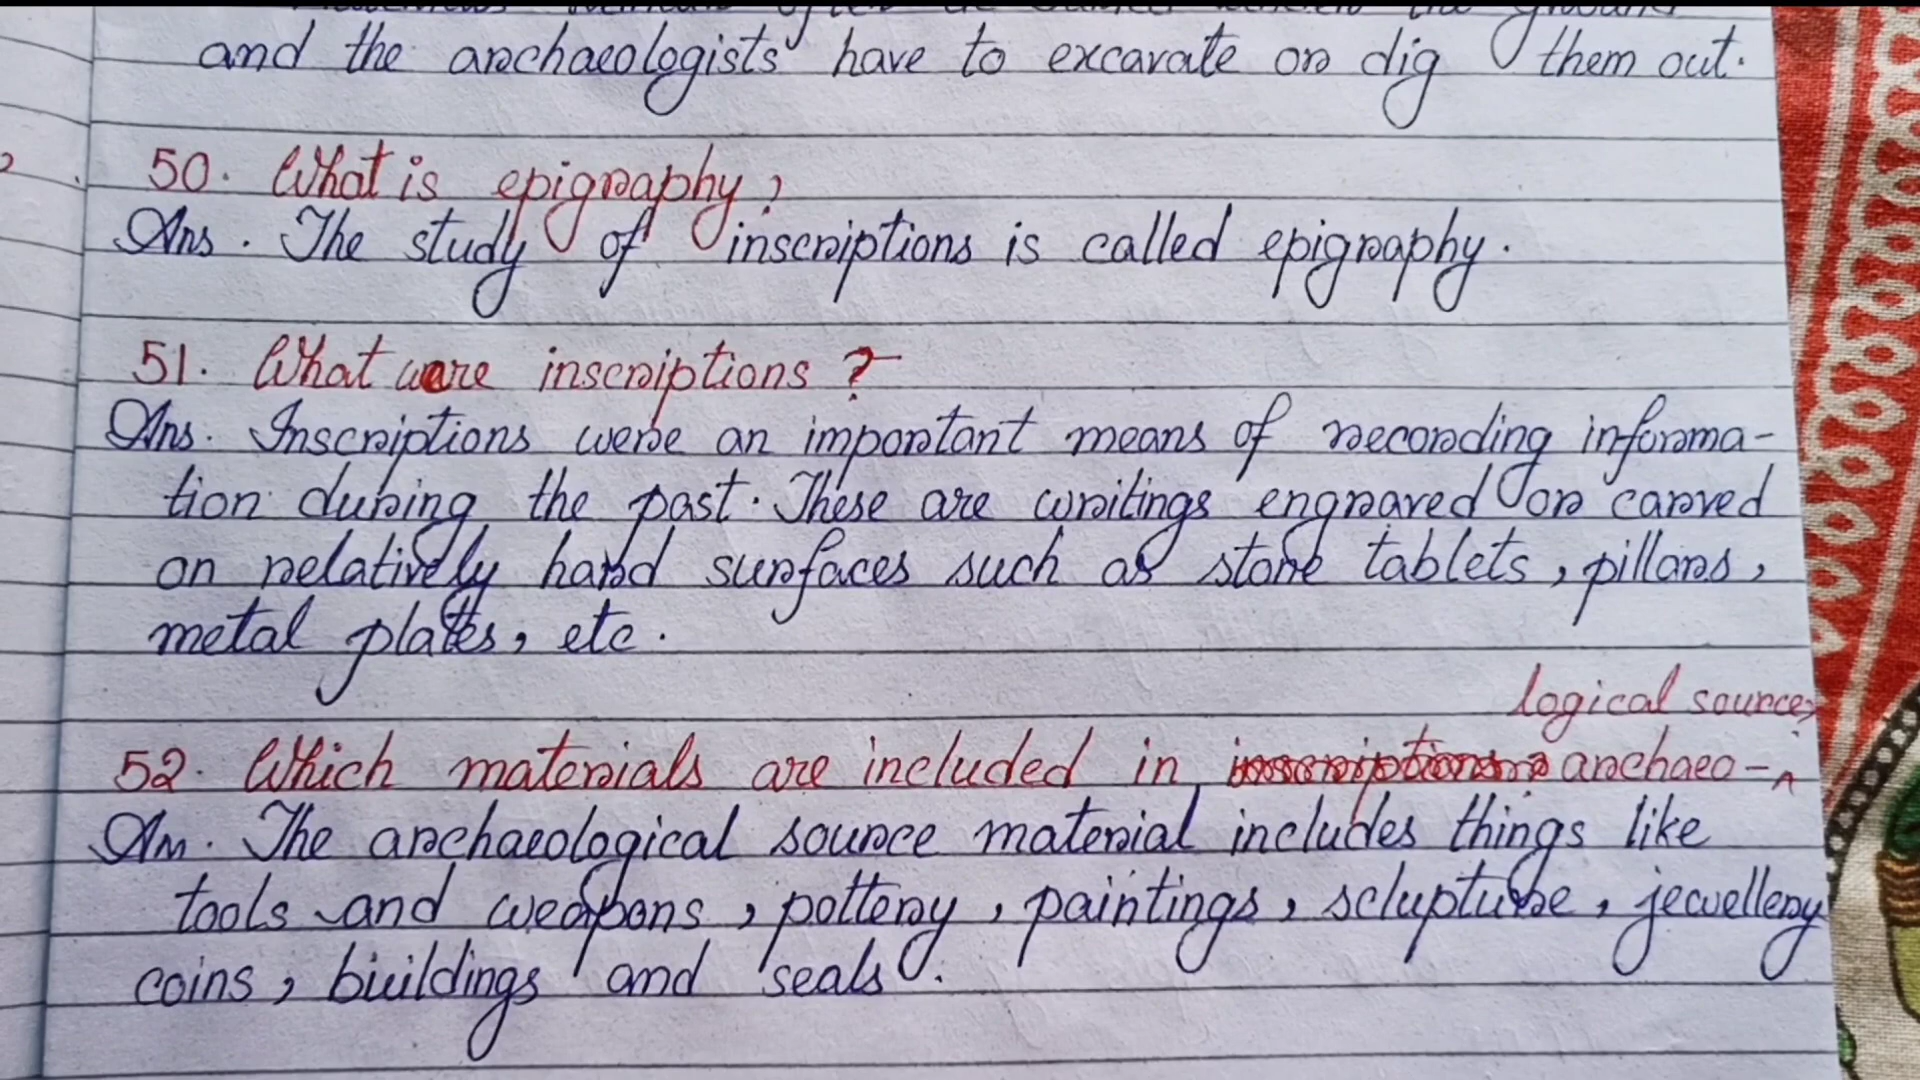 and the archaeologists have to excavate or dig them out.
50. What is epigraphy?
Ans. The study of inscriptions is called epigraphy.
51. What are inscriptions?
Ans. Inscriptions were an important means of recording informa-
tion during the past. These are writings engraved or carved
on relatively hard surfaces such as stone tablets, pillars,
metal plates, etc.
logical source?
52. Which materials are included in inscriptions? archaeo-^
Ans. The archaeological source material includes things like
tools and weapons, pottery, paintings, sclupture, jewellery
coins, buildings and seals.